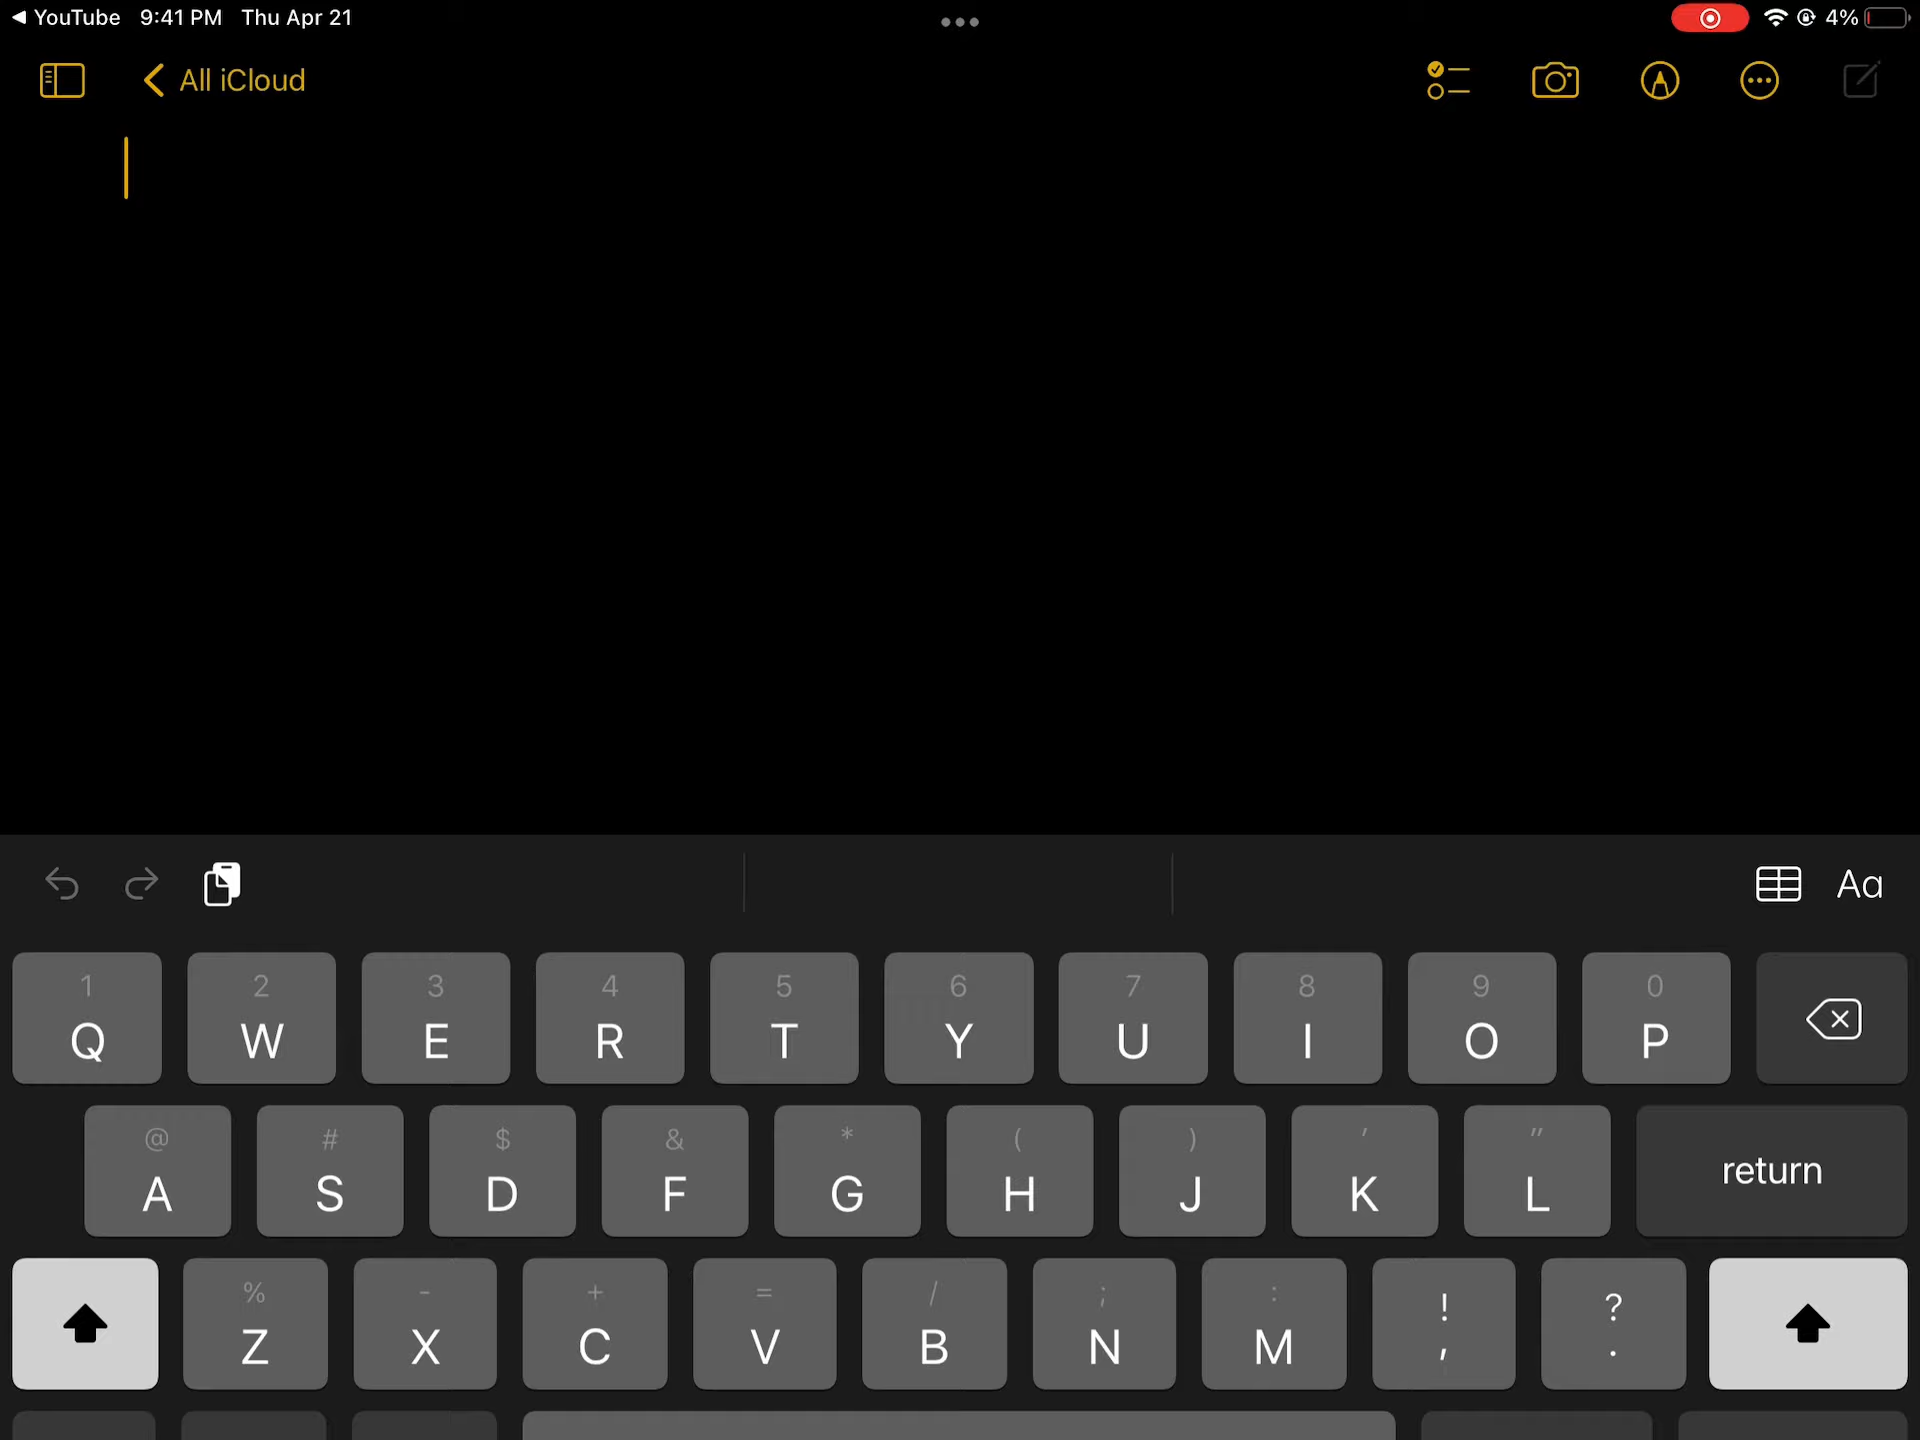 YouTube 9:41 PM Thu Apr 21 4%
All iCloud
Aa
1 2 3 4 5 6 7 8 9 0
Q W E R T Y U I O P
@ # $ & * ( ) ' "
A S D F G H J K L return
% - + = / ; : ! ?
Z X C V B N M , .